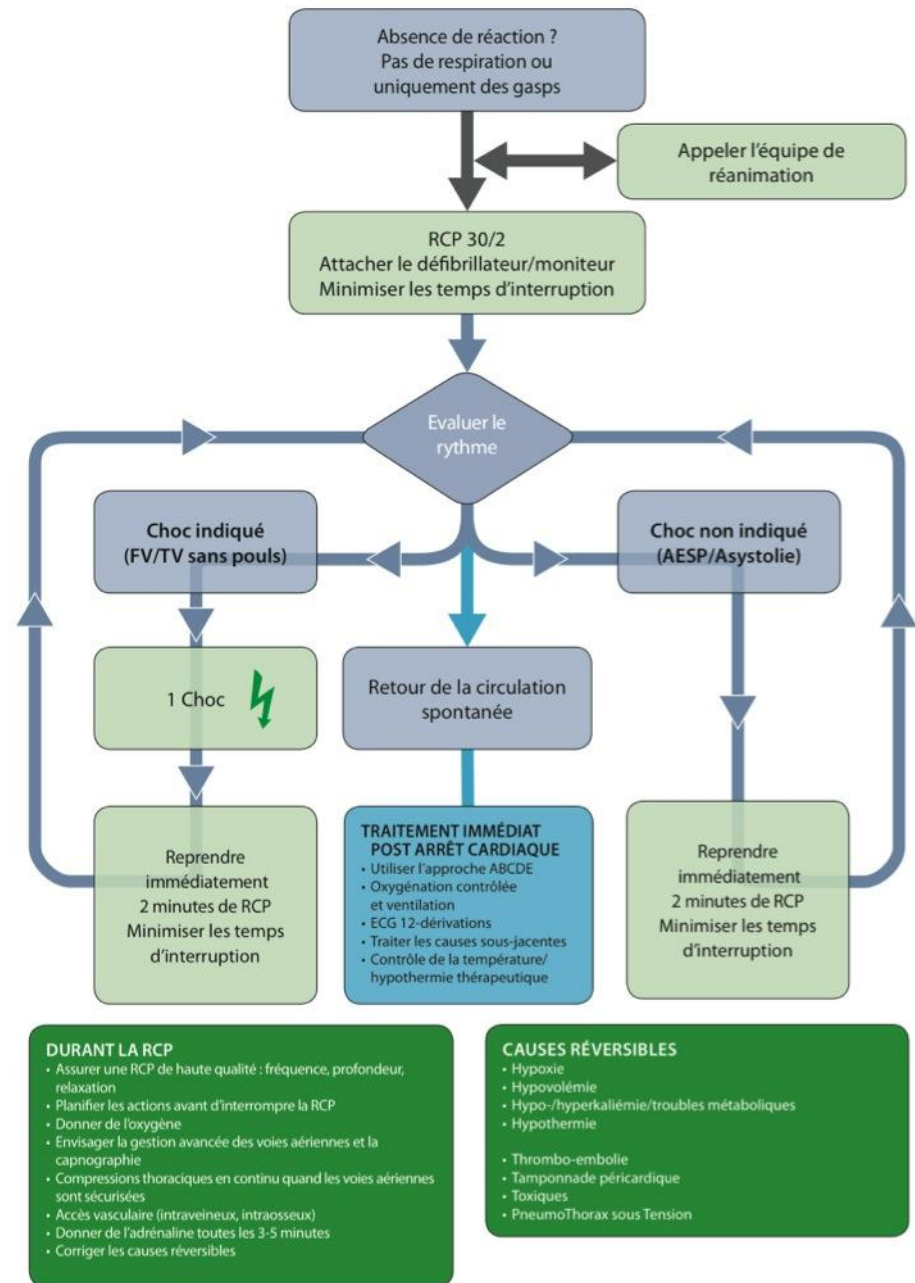 Absence de réaction ?
Pas de respiration ou
uniquement des gasps
Appeler l'équipe de
réanimation
RCP 30/2
Attacher le défibrillateur/moniteur
Minimiser les temps d'interruption
Evaluer le
rythme
Choc indiqué
(FV/TV sans pouls)
Choc non indiqué
(AESP/Asystolie)
1 Choc
Retour de la circulation
spontanée
Reprendre
immédiatement
2 minutes de RCP
Minimiser les temps
d'interruption
TRAITEMENT IMMÉDIAT
POST ARRÊT CARDIAQUE
• Utiliser l'approche ABCDE
• Oxygénation contrôlée
et ventilation
• ECG 12-dérivations
• Traiter les causes sous-jacentes
• Contrôle de la température/
hypothermie thérapeutique
Reprendre
immédiatement
2 minutes de RCP
Minimiser les temps
d'interruption
DURANT LA RCP
• Assurer une RCP de haute qualité : fréquence, profondeur,
relaxation
• Planifier les actions avant d'interrompre la RCP
• Donner de l'oxygène
• Envisager la gestion avancée des voies aériennes et la
capnographie
• Compressions thoraciques en continu quand les voies aériennes
sont sécurisées
• Accès vasculaire (intraveineux, intraosseux)
• Donner de l'adrénaline toutes les 3-5 minutes
• Corriger les causes réversibles
CAUSES RÉVERSIBLES
• Hypoxie
• Hypovolémie
• Hypo-/hyperkaliémie/troubles métaboliques
• Hypothermie
• Thrombo-embolie
• Tamponnade péricardique
• Toxiques
• PneumoThorax sous Tension